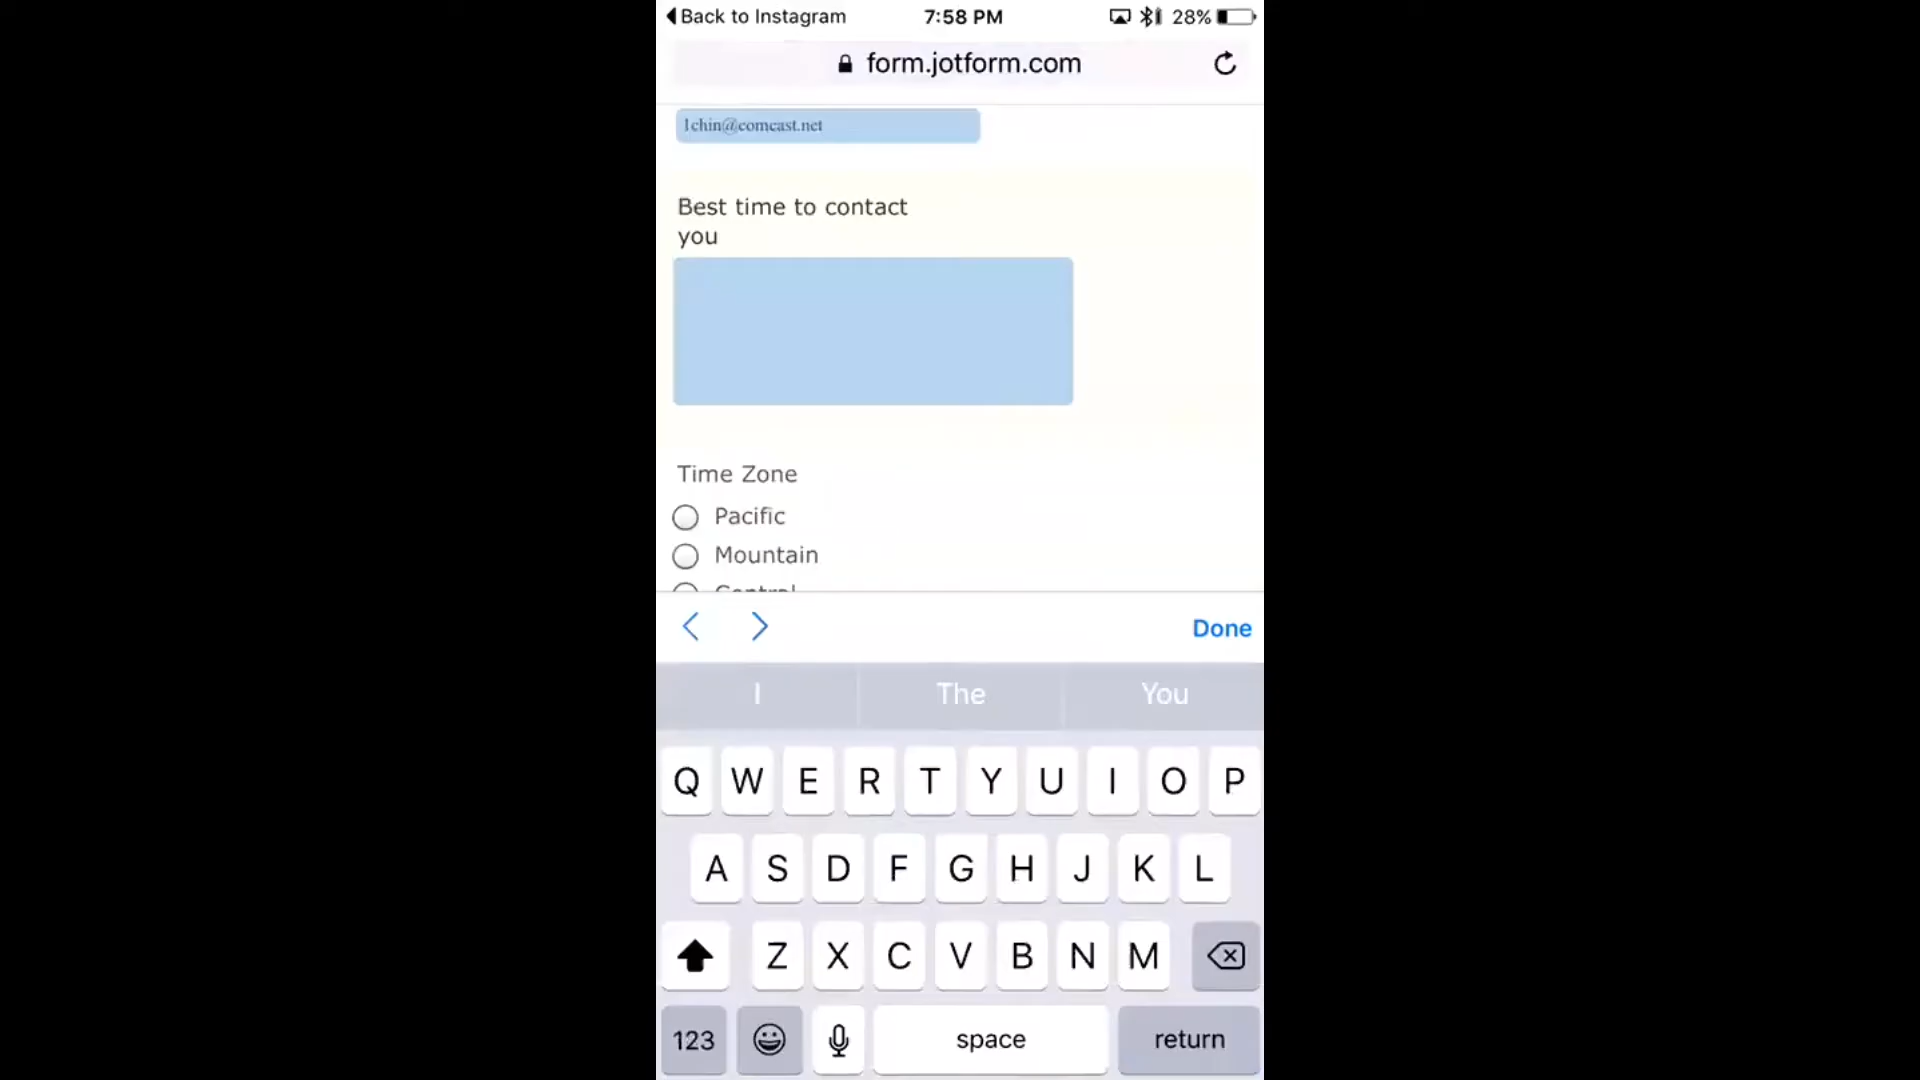 Back to Instagram 7:58 PM 28%
form.jotform.com
1chin@comcast.net
Best time to contact
you
Time Zone
Pacific
Mountain
Central
Done
I The You
Q W E R T Y U I O P
A S D F G H J K L
Z X C V B N M
123 space return